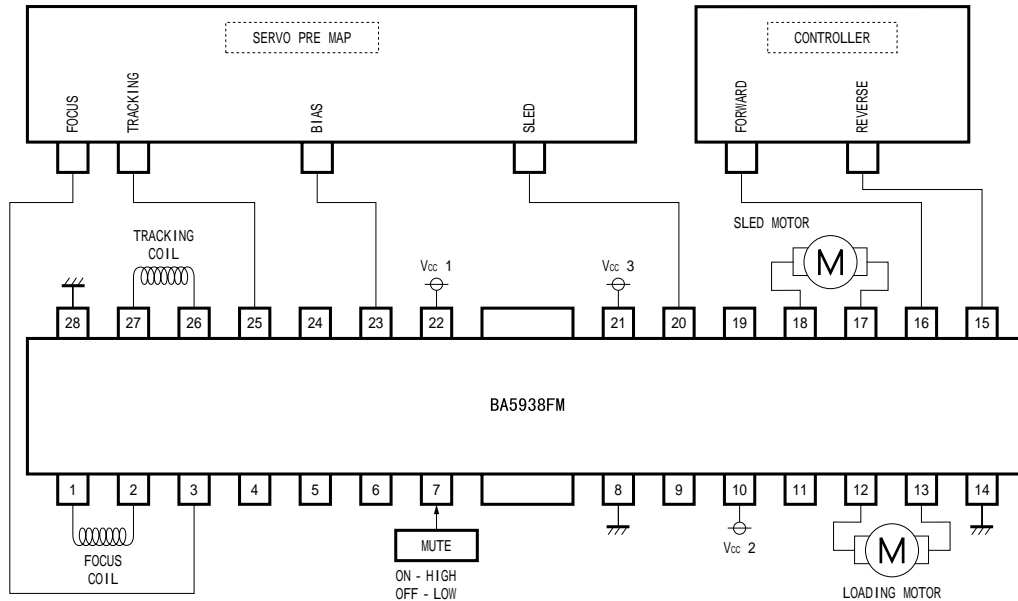 SERVO PRE MAP
CONTROLLER
FOCUS
TRACKING
BIAS
SLED
FORWARD
REVERSE
SLED MOTOR
TRACKING
COIL
Vcc 1
Vcc 3
M
28 27 26 25 24 23 22 21 20 19 18 17 16 15
BA5938FM
1 2 3 4 5 6 7 8 9 10 11 12 13 14
FOCUS
COIL
MUTE
ON - HIGH
OFF - LOW
Vcc 2
M
LOADING MOTOR